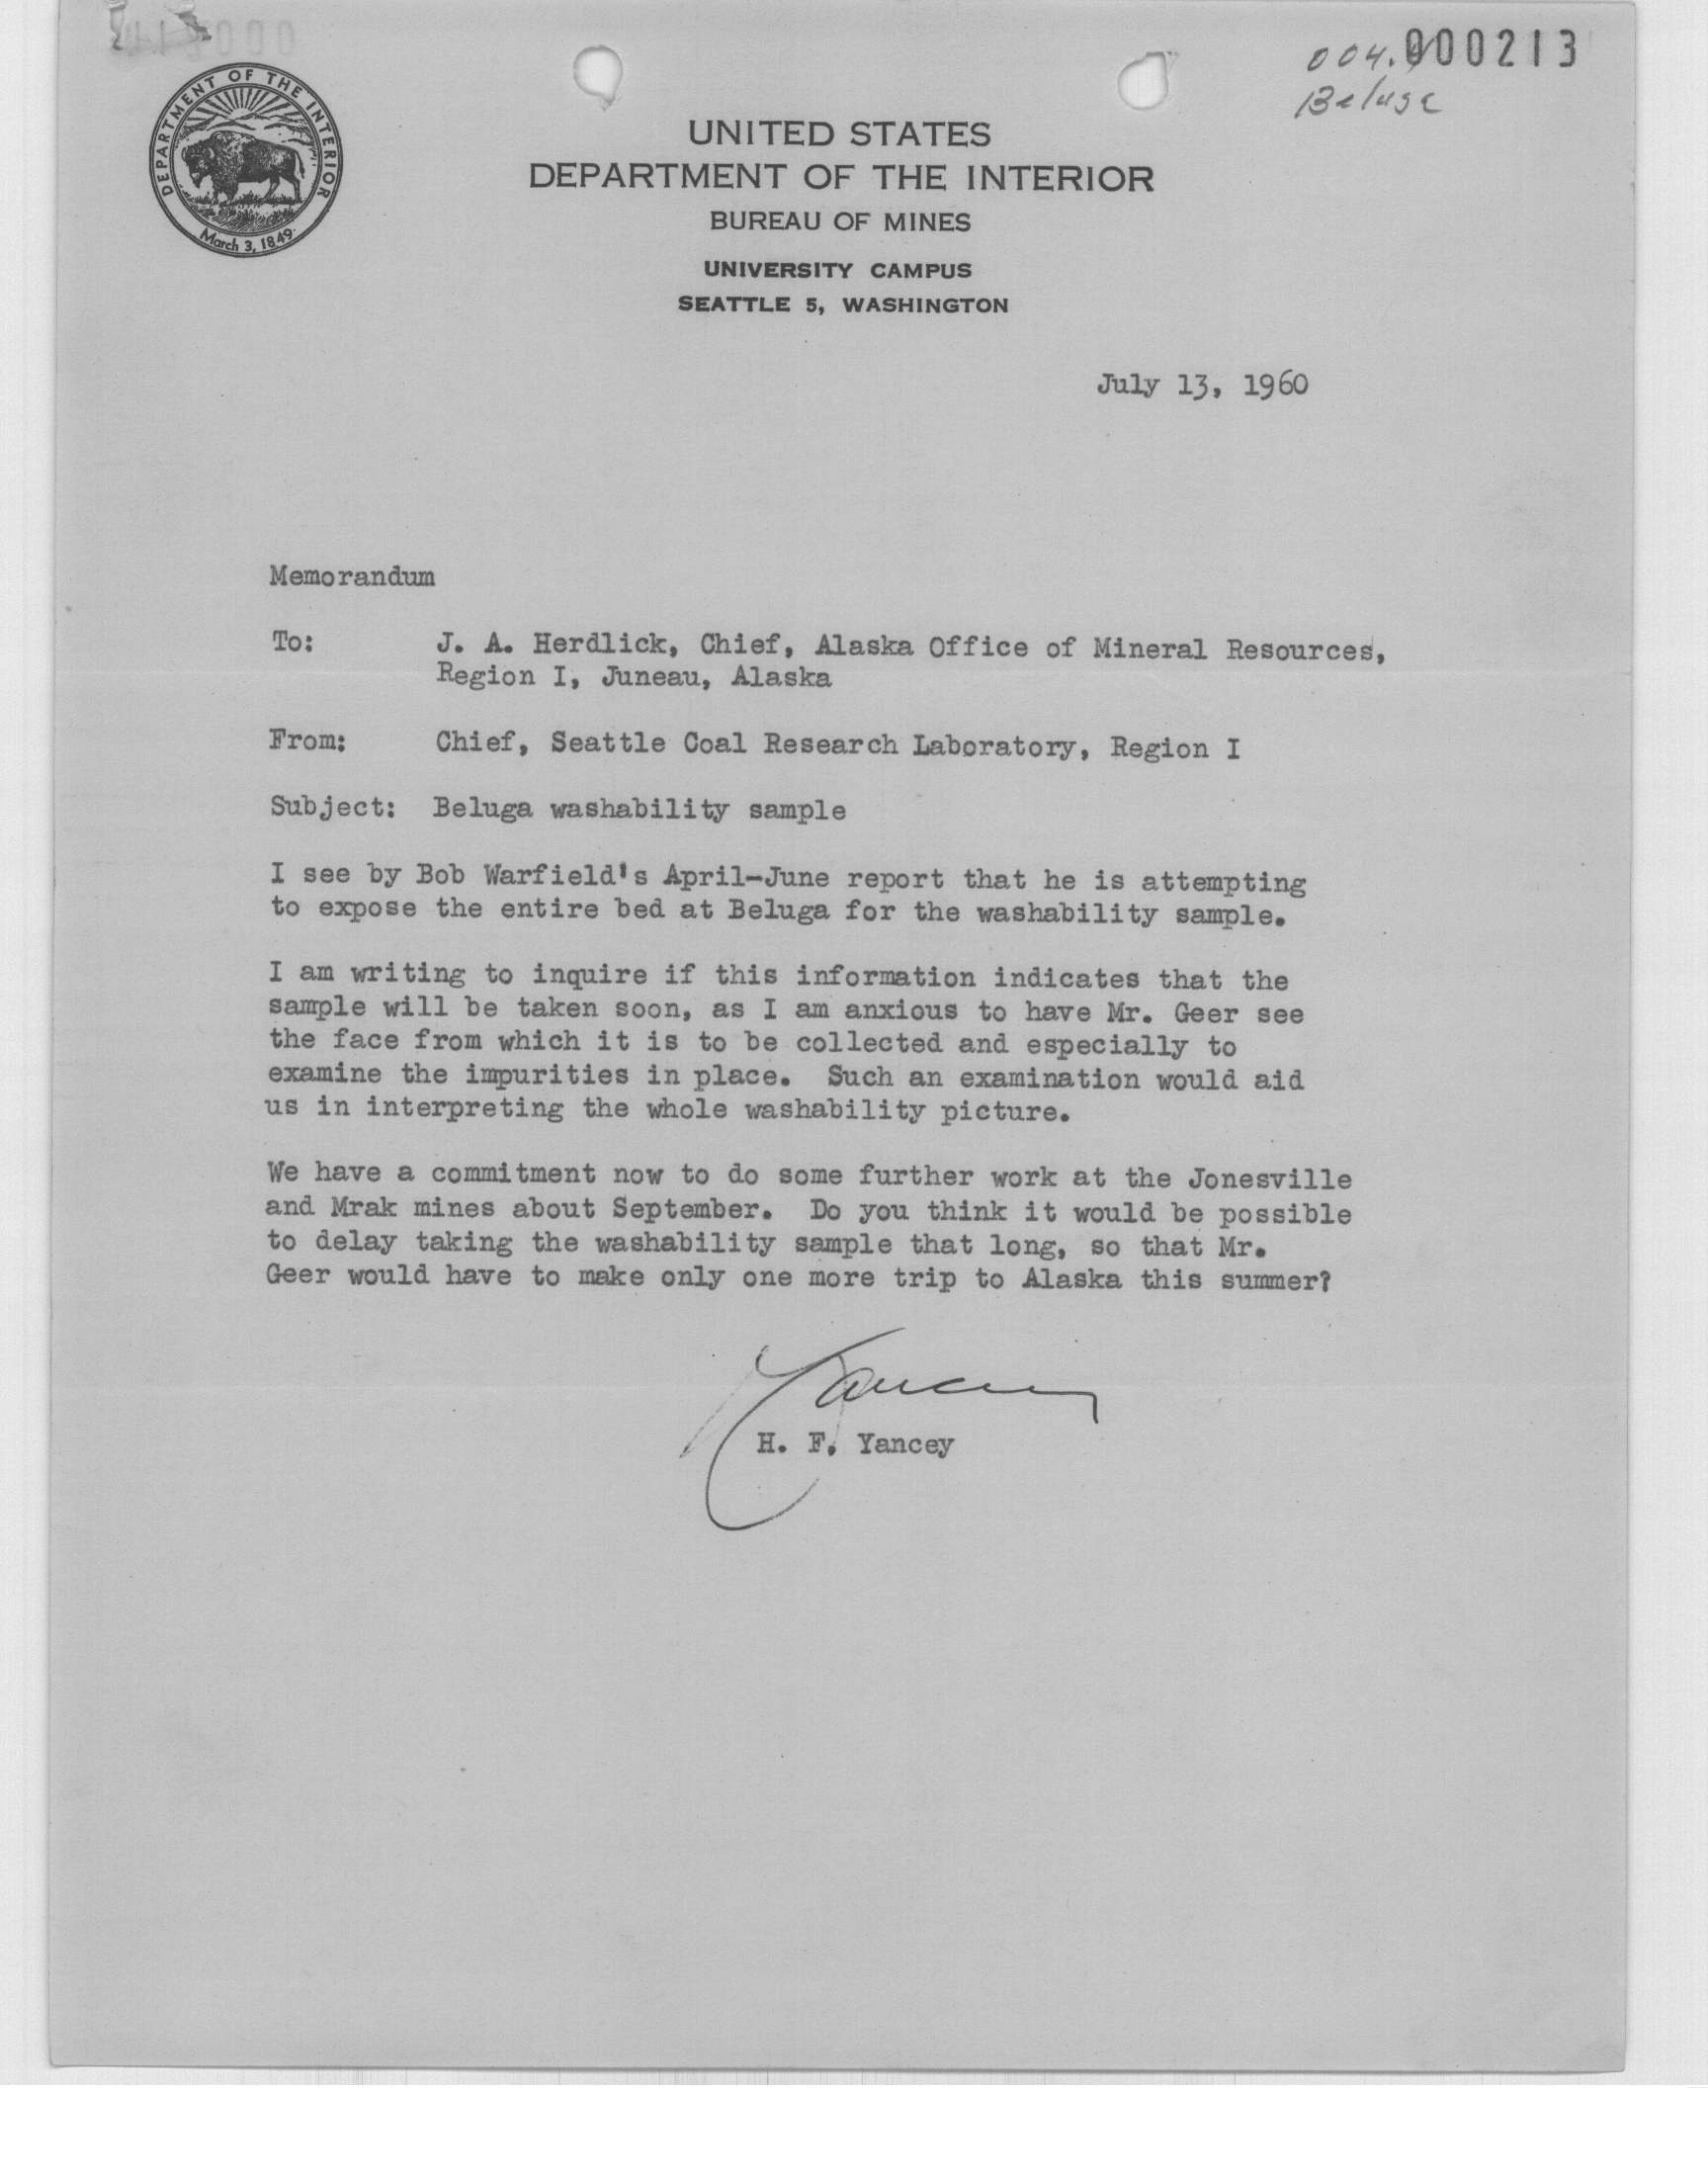 004.000213
Beluga
DEPARTMENT OF THE INTERIOR
March 3, 1849
UNITED STATES
DEPARTMENT OF THE INTERIOR
BUREAU OF MINES
UNIVERSITY CAMPUS
SEATTLE 5, WASHINGTON
July 13, 1960
Memorandum
To: J. A. Herdlick, Chief, Alaska Office of Mineral Resources,
Region I, Juneau, Alaska
From: Chief, Seattle Coal Research Laboratory, Region I
Subject: Beluga washability sample
I see by Bob Warfield's April-June report that he is attempting
to expose the entire bed at Beluga for the washability sample.
I am writing to inquire if this information indicates that the
sample will be taken soon, as I am anxious to have Mr. Geer see
the face from which it is to be collected and especially to
examine the impurities in place. Such an examination would aid
us in interpreting the whole washability picture.
We have a commitment now to do some further work at the Jonesville
and Mrak mines about September. Do you think it would be possible
to delay taking the washability sample that long, so that Mr.
Geer would have to make only one more trip to Alaska this summer?
Yancey
H. F. Yancey